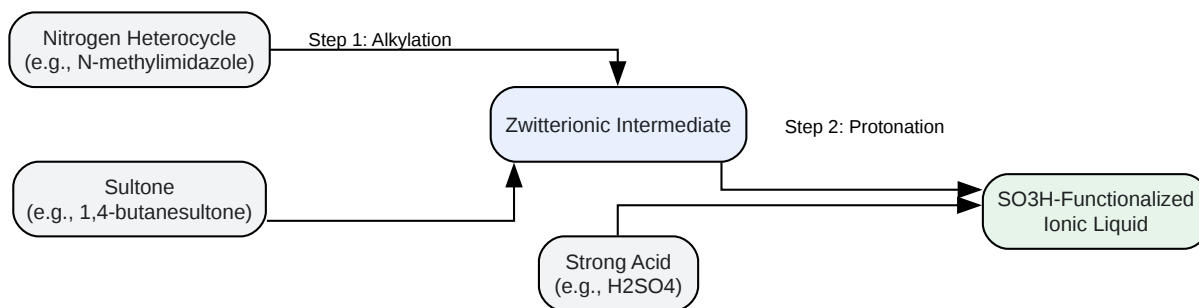 Nitrogen Heterocycle
(e.g., N-methylimidazole)
Step 1: Alkylation
Zwitterionic Intermediate
Step 2: Protonation
Sultone
(e.g., 1,4-butanesultone)
SO3H-Functionalized
Ionic Liquid
Strong Acid
(e.g., H2SO4)